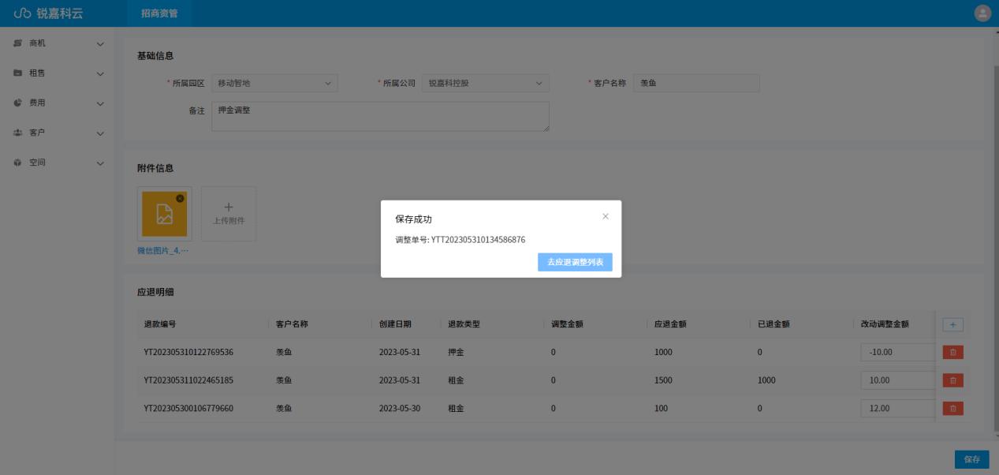 锐嘉科云 招商资管
商机
租售
费用
客户
空间
基础信息
* 所属园区 移动智地 * 所属公司 锐嘉科控股 * 客户名称 羡鱼
备注 押金调整
附件信息
上传附件
微信图片_4.…
保存成功
调整单号: YTT202305310134586876
去应退调整列表
应退明细
退款编号 客户名称 创建日期 退款类型 调整金额 应退金额 已退金额 改动调整金额
YT202305310122769536 羡鱼 2023-05-31 押金 0 1000 0 -10.00
YT202305311022465185 羡鱼 2023-05-31 租金 0 1500 1000 10.00
YT202305300106779660 羡鱼 2023-05-30 租金 0 100 0 12.00
保存